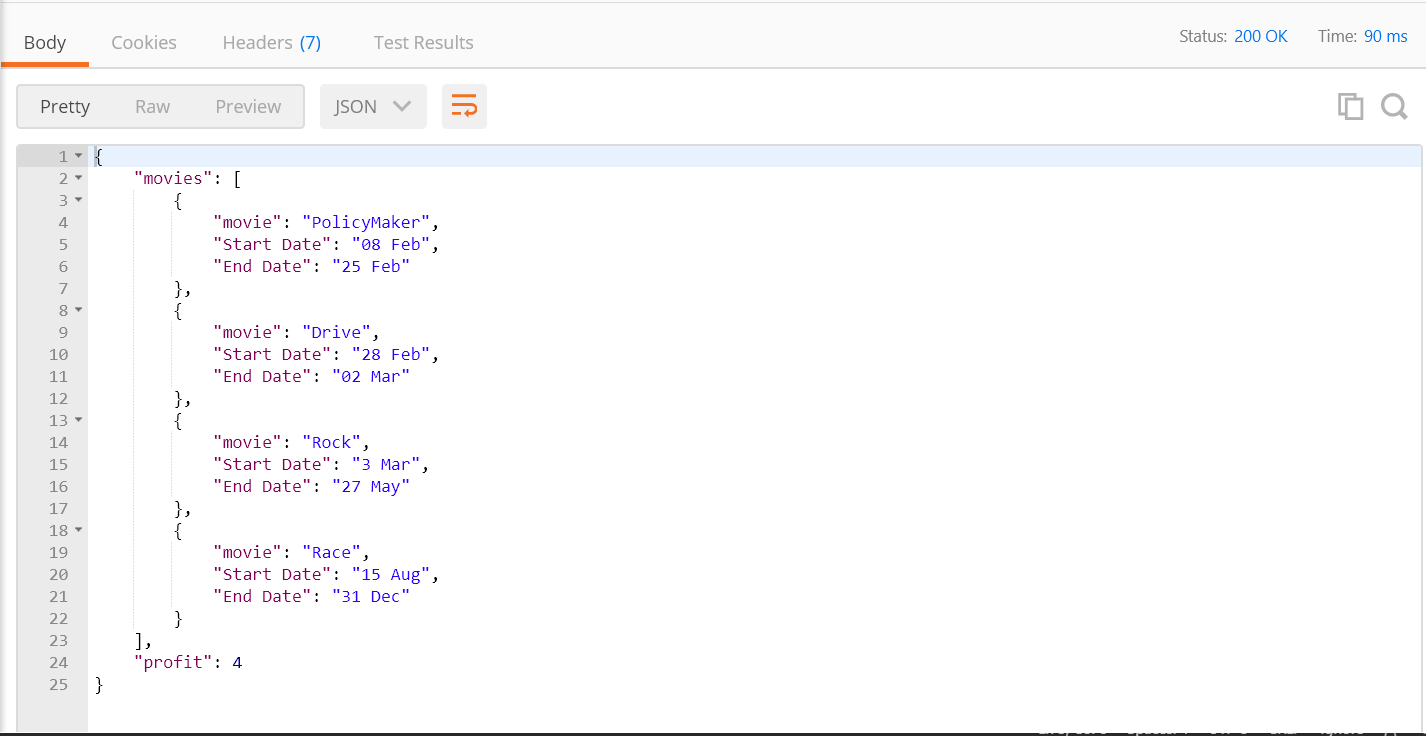 Body Cookies Headers (7) Test Results Status: 200 OK Time: 90 ms
Pretty Raw Preview JSON
1 {
2 "movies": [
3 {
4 "movie": "PolicyMaker",
5 "Start Date": "08 Feb",
6 "End Date": "25 Feb"
7 },
8 {
9 "movie": "Drive",
10 "Start Date": "28 Feb",
11 "End Date": "02 Mar"
12 },
13 {
14 "movie": "Rock",
15 "Start Date": "3 Mar",
16 "End Date": "27 May"
17 },
18 {
19 "movie": "Race",
20 "Start Date": "15 Aug",
21 "End Date": "31 Dec"
22 }
23 ],
24 "profit": 4
25 }